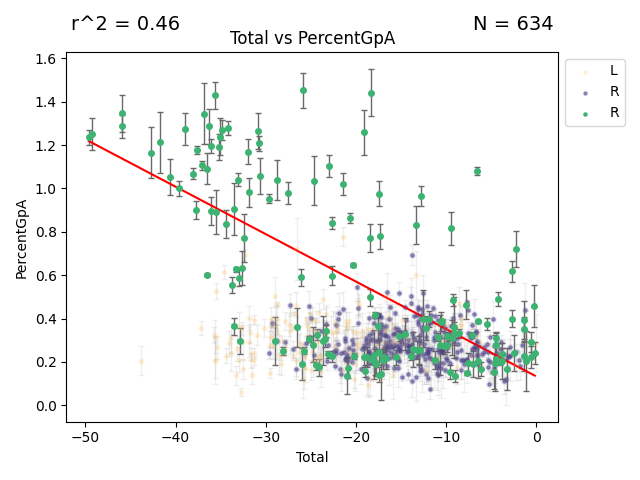 r^2 = 0.46
N = 634
Total vs PercentGpA
L
R
R
PercentGpA
1.6
1.4
1.2
1.0
0.8
0.6
0.4
0.2
0.0
−50
−40
−30
−20
−10
0
Total